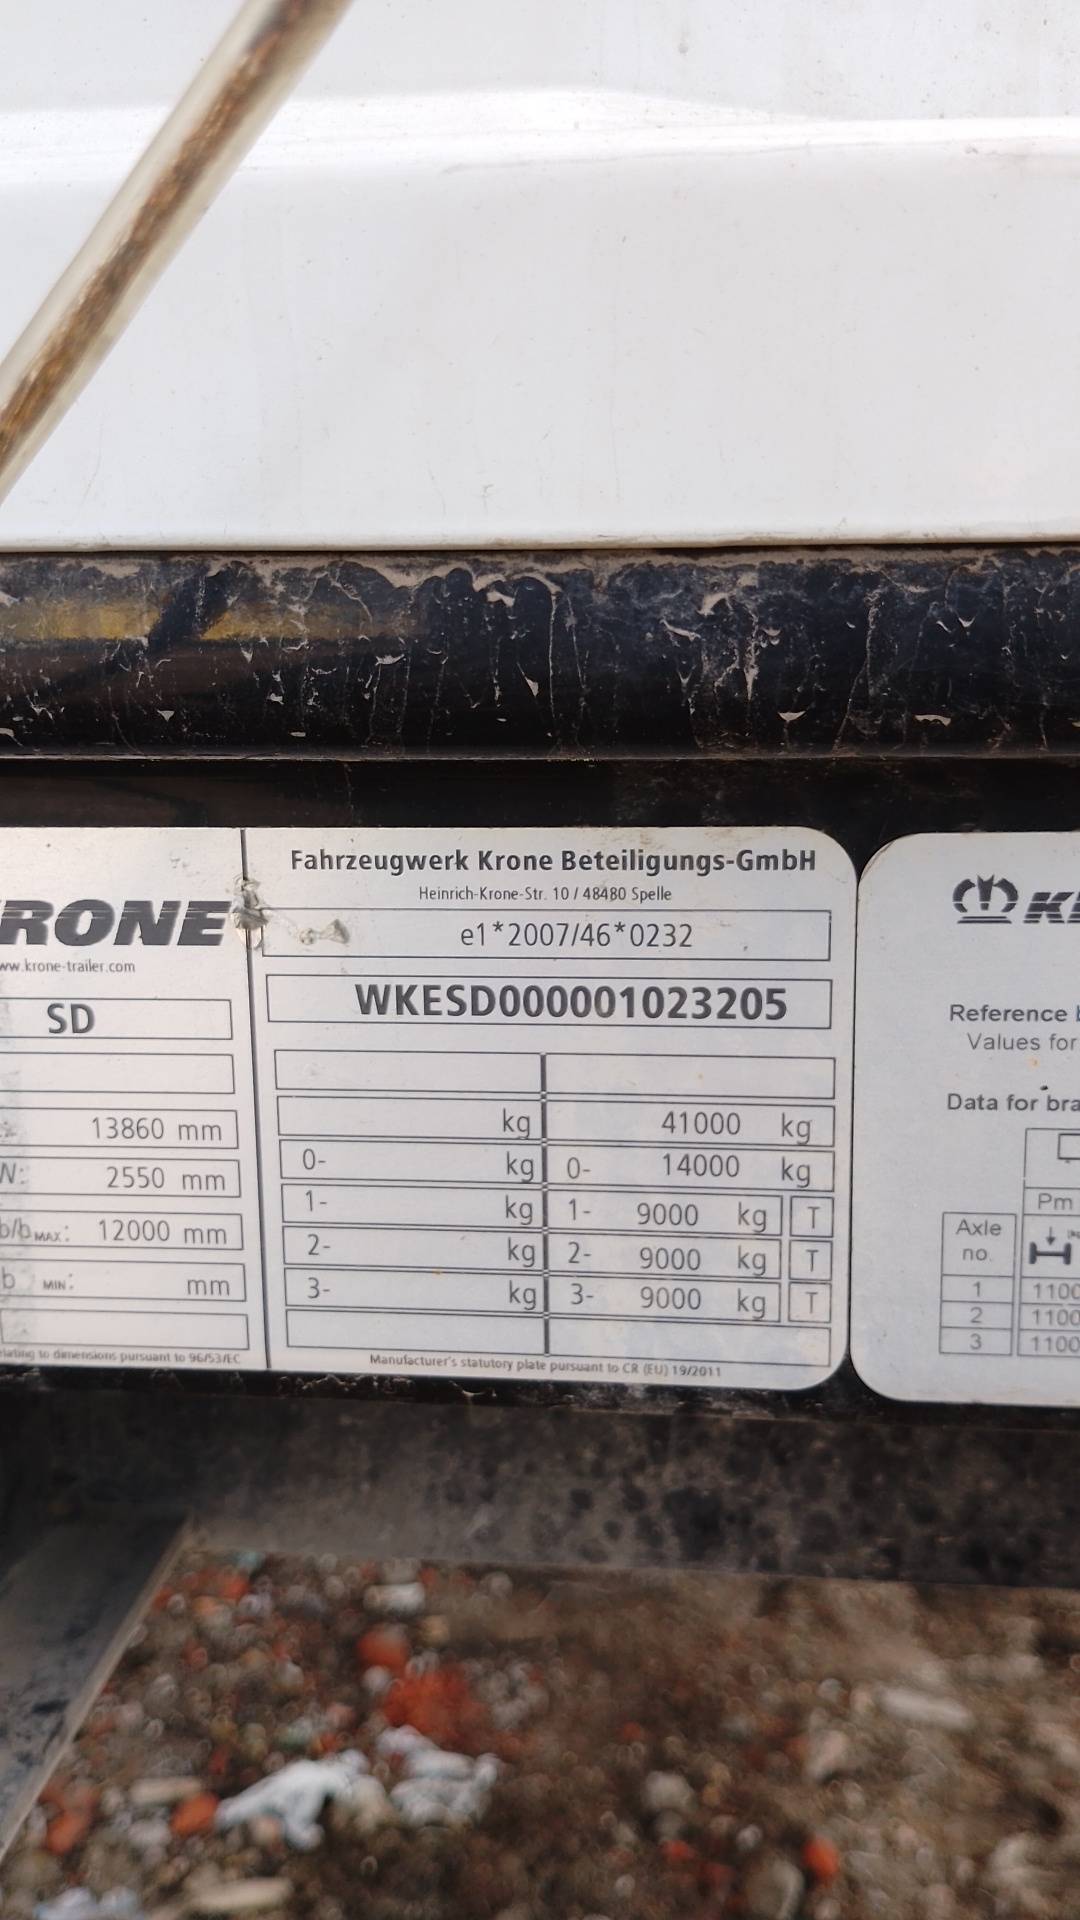 KRONE
www.krone-trailer.com
SD
13860 mm
W: 2550 mm
b/b MAX: 12000 mm
b MIN: mm
relating to dimensions pursuant to 96/53/EC
Fahrzeugwerk Krone Beteiligungs-GmbH
Heinrich-Krone-Str. 10 / 48480 Spelle
e1*2007/46*0232
WKESD000001023205
kg 41000 kg
0- kg 0- 14000 kg
1- kg 1- 9000 kg T
2- kg 2- 9000 kg T
3- kg 3- 9000 kg T
Manufacturer's statutory plate pursuant to CR (EU) 19/2011
Reference
Values for
Data for
Pm
Axle
no.
1 1100
2 1100
3 1100